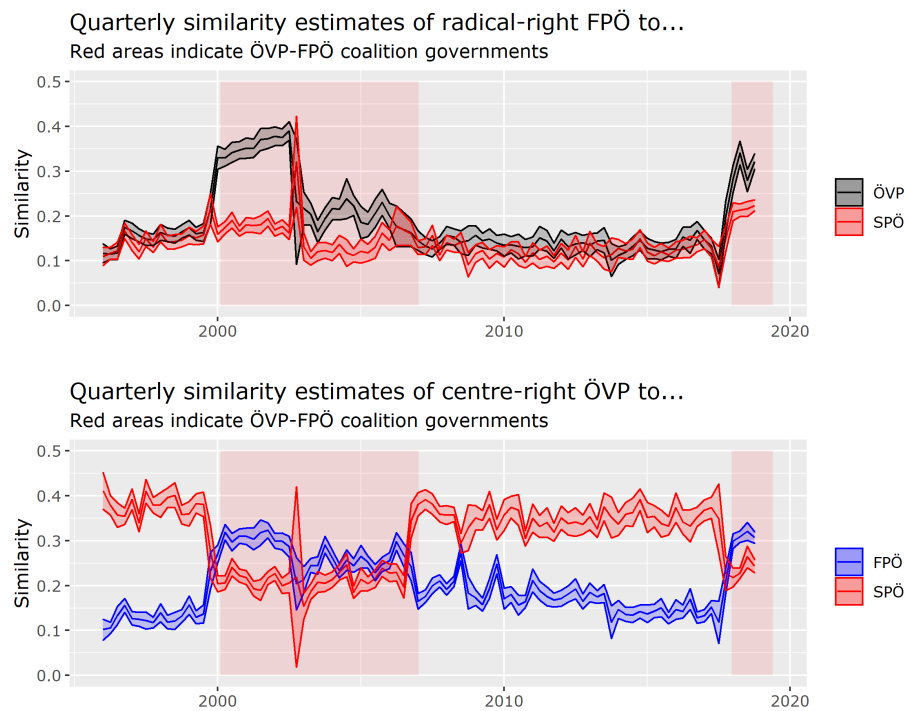 Quarterly similarity estimates of radical-right FPÖ to...
Red areas indicate ÖVP-FPÖ coalition governments
0.5
0.4
0.3
0.2
0.1
0.0
Similarity
2000
2010
2020
ÖVP
SPÖ
Quarterly similarity estimates of centre-right ÖVP to...
Red areas indicate ÖVP-FPÖ coalition governments
0.5
0.4
0.3
0.2
0.1
0.0
Similarity
2000
2010
2020
FPÖ
SPÖ